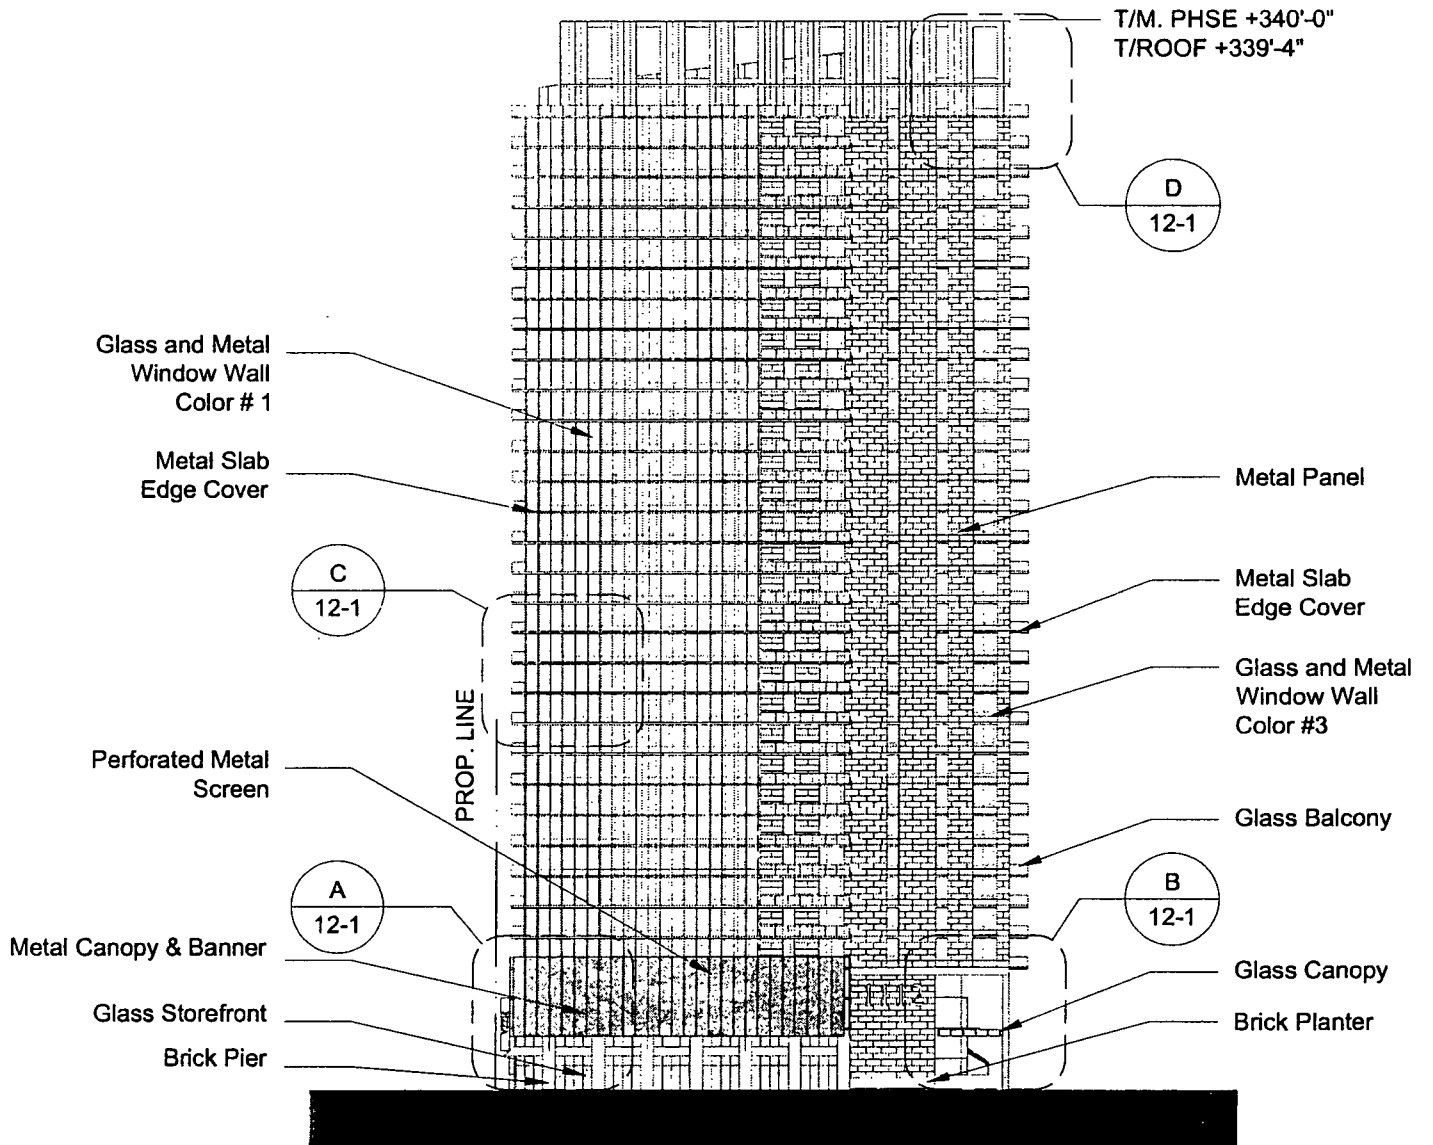 T/M. PHSE +340'-0"
T/ROOF +339'-4"
D
12-1
Glass and Metal
Window Wall
Color # 1
Metal Slab
Edge Cover
Metal Panel
C
12-1
Metal Slab
Edge Cover
Glass and Metal
Window Wall
Color #3
PROP. LINE
Perforated Metal
Screen
Glass Balcony
A
12-1
B
12-1
Metal Canopy & Banner
Glass Canopy
Glass Storefront
Brick Planter
Brick Pier